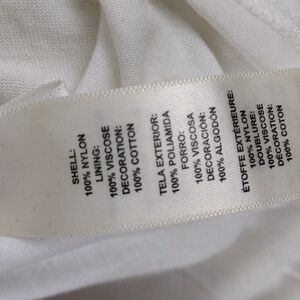 SHELL:
100% NYLON
LINING:
100% VISCOSE
DECORATION:
100% COTTON
TELA EXTERIOR:
100% POLIAMIDA
FORRO:
100% VISCOSA
DECORACIÓN:
100% ALGODON
ÉTOFFE EXTÉRIEURE:
100% NYLON
DOUBLURE:
100% VISCOSE
DÉCORATION:
100% COTON